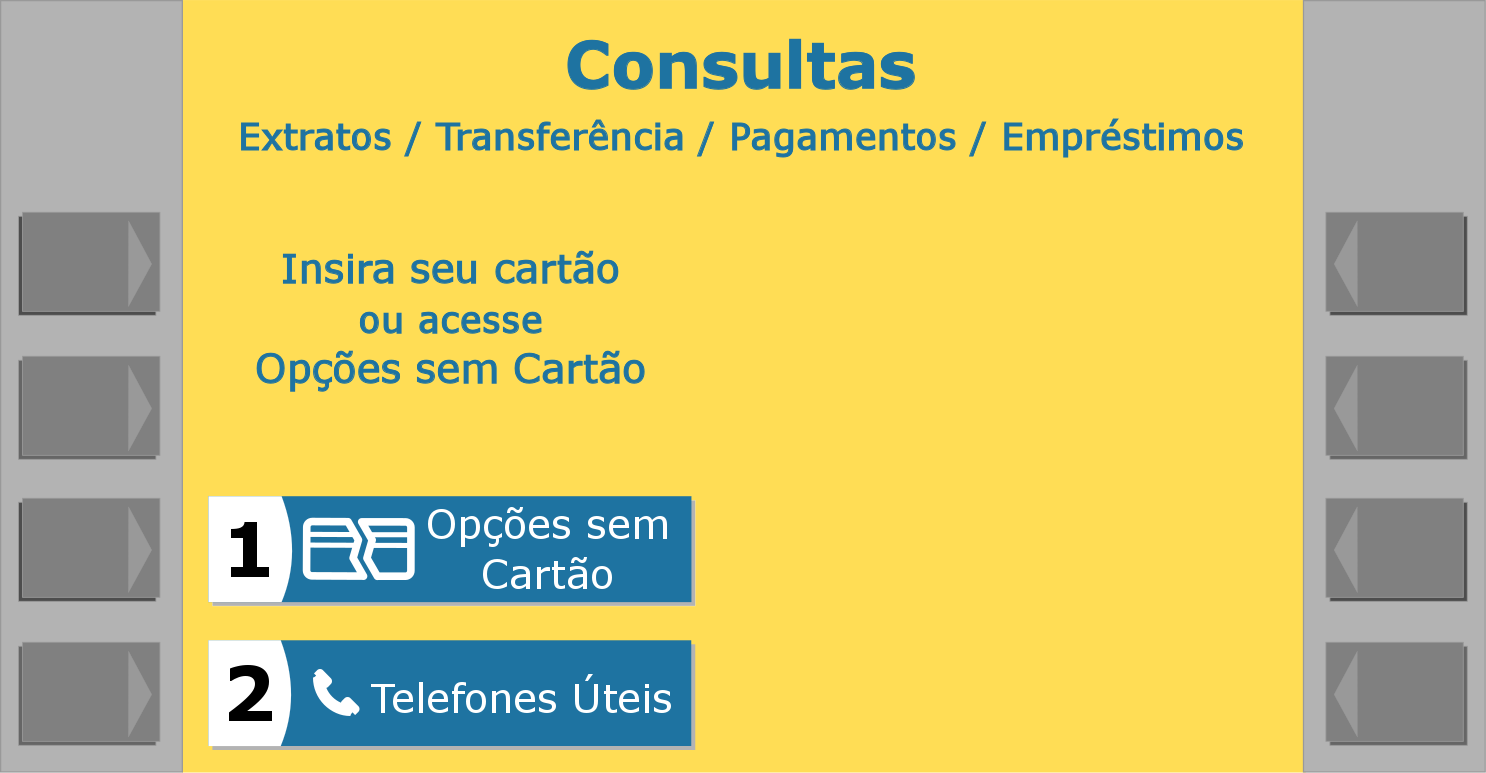 Consultas
Extratos / Transferência / Pagamentos / Empréstimos
Insira seu cartão
ou acesse
Opções sem Cartão
1
Opções sem
Cartão
2
Telefones Úteis